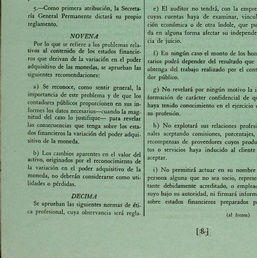 5.—Como primera atribución, la Secreta-
ría General Permanente dictará su propio
reglamento.
NOVENA
Por lo que se refiere a los problemas rela-
tivos al contenido de los estados financie-
ros que derivan de la variación en el poder
adquisitivo de las monedas, se aprueban las
siguientes recomendaciones:
a) Se reconoce, como sentir general, la
importancia de este problema y de que los
contadores públicos proporcionen en sus in-
formes los datos necesarios—cuando la mag-
nitud del caso lo justifique— para revelar
las consecuencias que tenga sobre los esta-
dos financieros la variación del poder adqui-
sitivo de la moneda.
b) Los cambios aparentes en el valor del
activo, originados por el reconocimiento de
la variación en el poder adquisitivo de la
moneda, no deberán considerarse como uti-
lidades o pérdidas.
DECIMA
Se aprueban las siguientes normas de éti-
ca profesional, cuya observancia será regla-
e) El auditor no tendrá, con la empre
cuyas cuentas haya de examinar, vincul
ción económica o de otra índole, que pu
da en alguna forma afectar su independe
ria de juicio.
f) En ningún caso el monto de los hon
rarios podrá depender del resultado que
obtenga del trabajo realizado por el cont
dor público.
g) No revelará por ningún motivo la i
formación de carácter confidencial de q
haya tenido conocimiento en el ejercicio
su profesión.
h) No explotará sus relaciones profesi
nales aceptando comisiones, porcentajes,
recompensas de proveedores cuyos produ
tos o servicios haya inducido al cliente
aceptar.
i) No permitirá actuar en su nombre
persona alguna que no sea socio, represe
tante debidamente acreditado, o emplea
suyo bajo su autoridad, ni firmará inform
sobre estados financieros preparados p
(al fondo)
[8-]